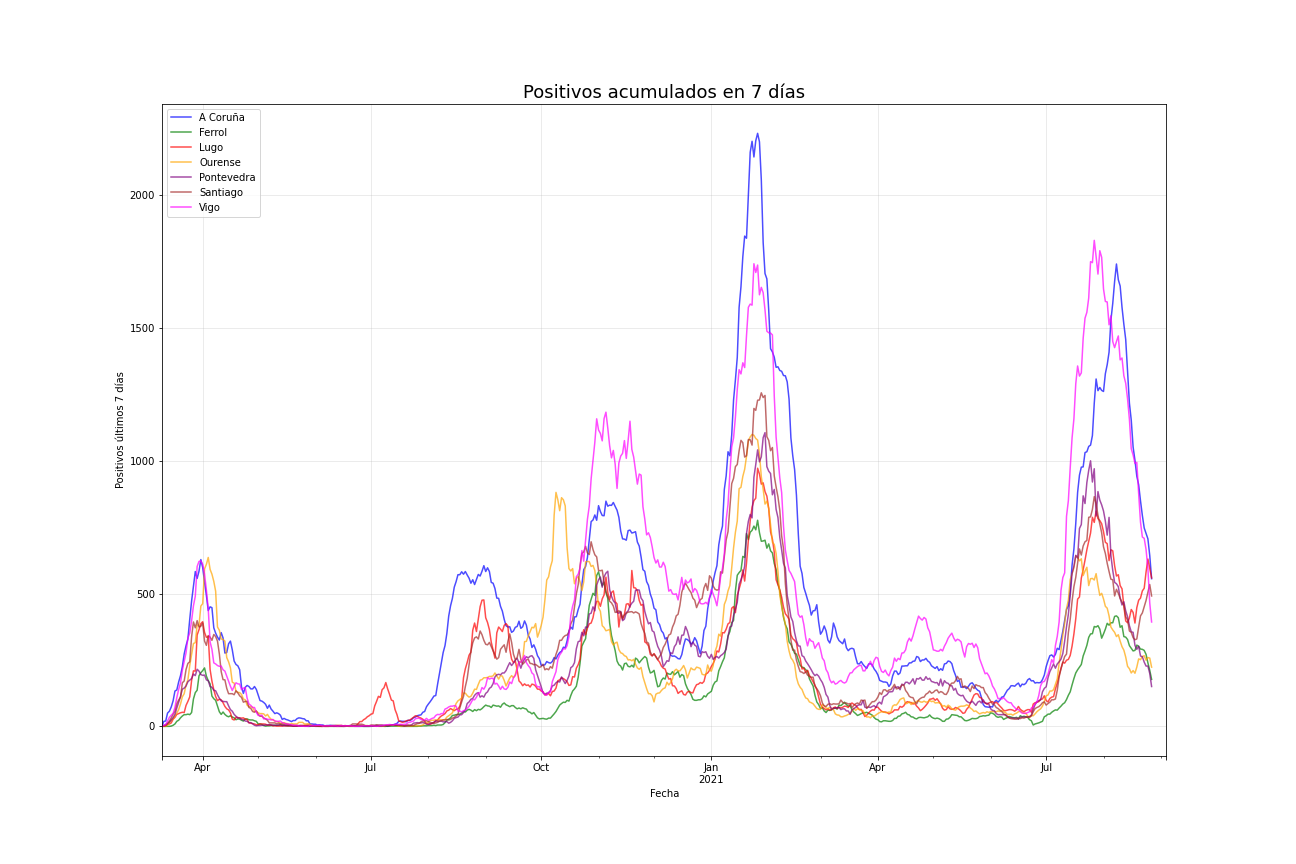 Positivos acumulados en 7 días
A Coruña
Ferrol
Lugo
Ourense
Pontevedra
Santiago
Vigo
Positivos últimos 7 días
2000
1500
1000
500
0
Apr
Jul
Oct
Jan
2021
Apr
Jul
Fecha